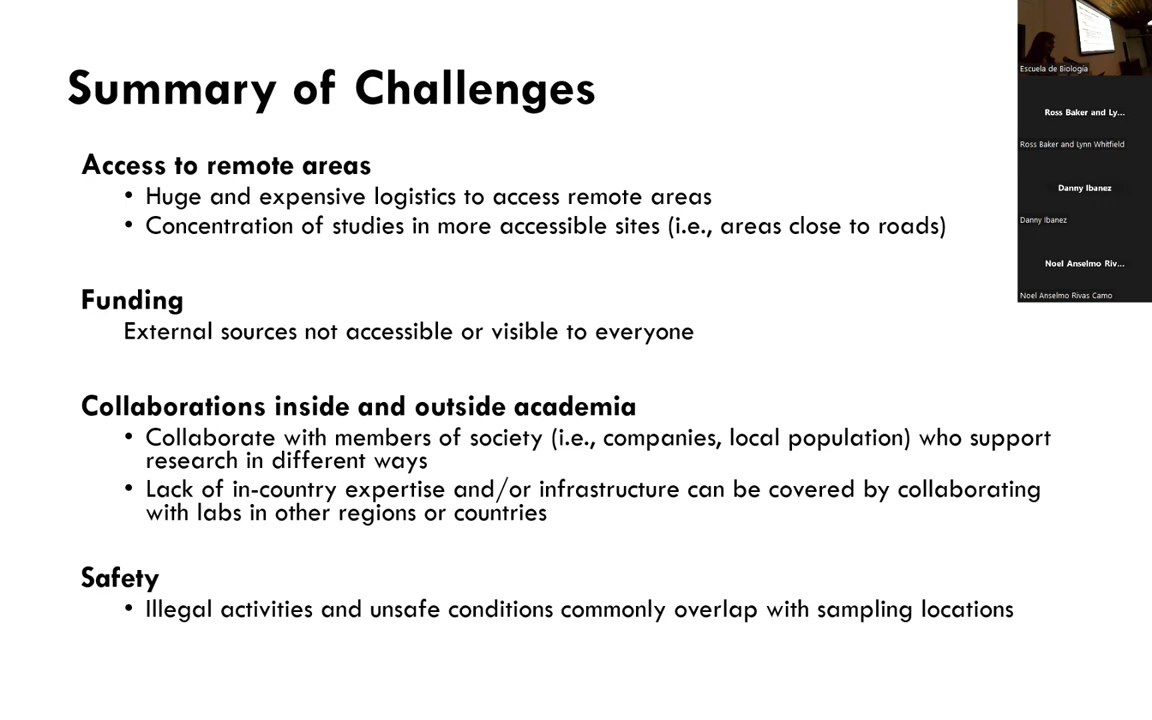 Summary of Challenges
Access to remote areas
• Huge and expensive logistics to access remote areas
• Concentration of studies in more accessible sites (i.e., areas close to roads)
Funding
External sources not accessible or visible to everyone
Collaborations inside and outside academia
• Collaborate with members of society (i.e., companies, local population) who support
research in different ways
• Lack of in-country expertise and/or infrastructure can be covered by collaborating
with labs in other regions or countries
Safety
• Illegal activities and unsafe conditions commonly overlap with sampling locations
Escuela de Biología
Ross Baker and Ly...
Ross Baker and Lynn Whitfield
Danny Ibanez
Danny Ibanez
Noel Anselmo Riv...
Noel Anselmo Rivas Camo